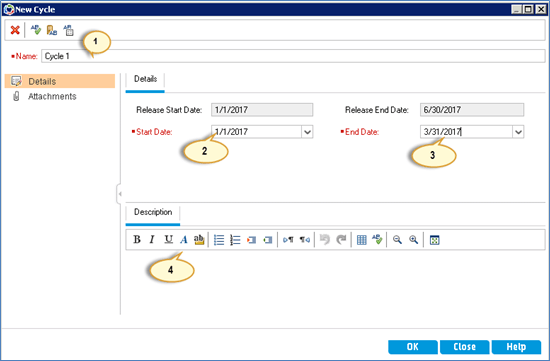 New Cycle
1
Name: Cycle 1
Details
Attachments
Details
Release Start Date: 1/1/2017 Release End Date: 6/30/2017
Start Date: 1/1/2017 End Date: 3/31/2017
2 3
Description
B I U A ab
4
OK Close Help